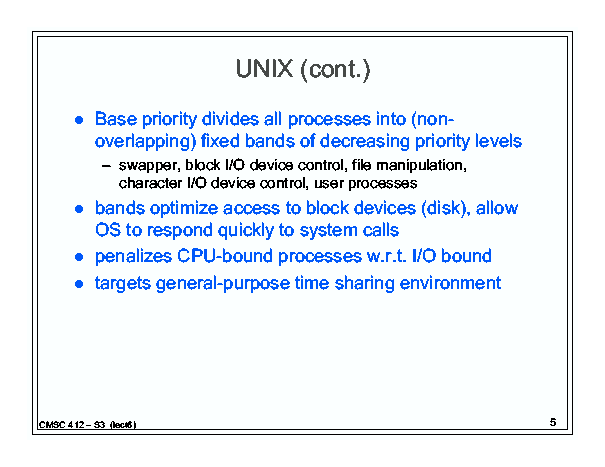 UNIX (cont.)
● Base priority divides all processes into (non-
overlapping) fixed bands of decreasing priority levels
– swapper, block I/O device control, file manipulation,
character I/O device control, user processes
● bands optimize access to block devices (disk), allow
OS to respond quickly to system calls
● penalizes CPU-bound processes w.r.t. I/O bound
● targets general-purpose time sharing environment
CMSC 412 – S3 (lect6)
5